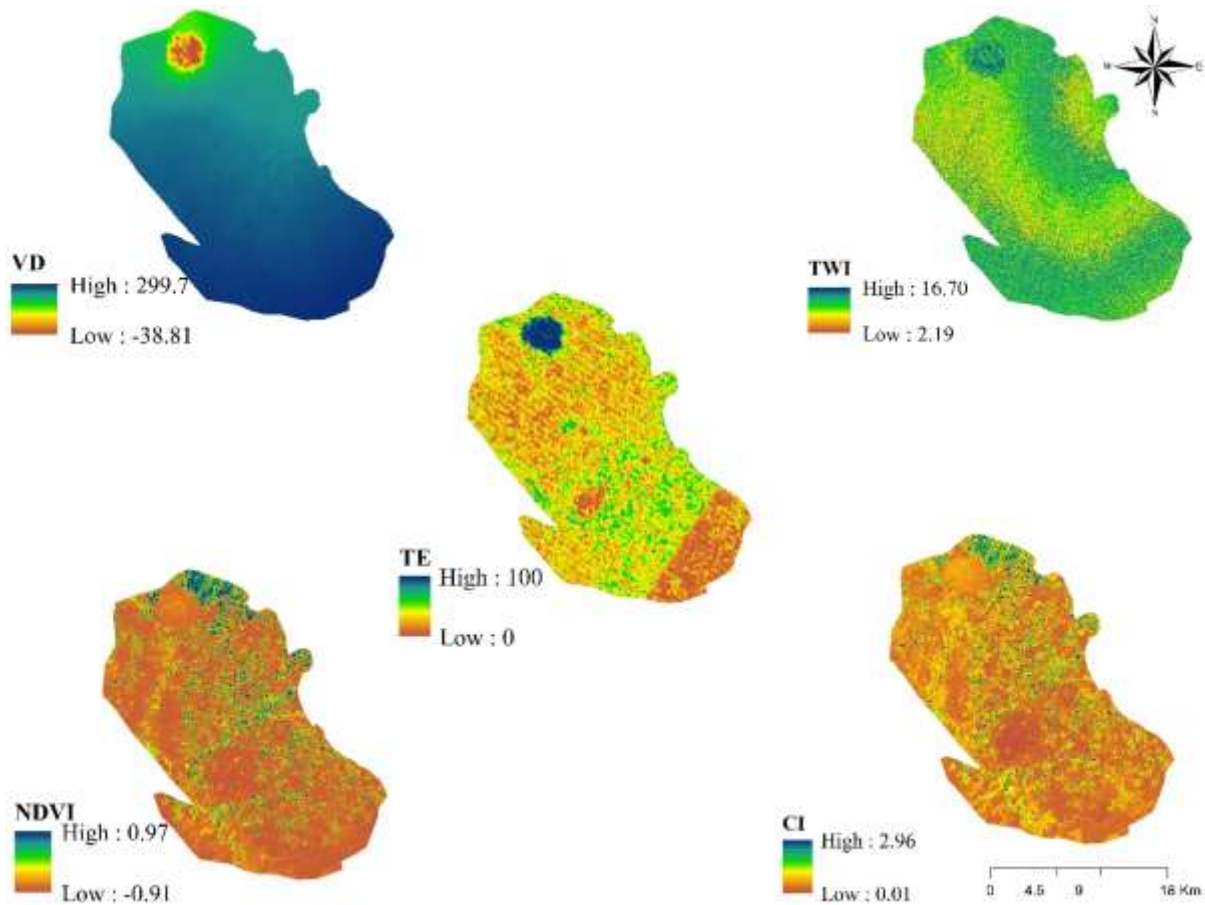 N
W E
S
VD
High : 299.7
Low : -38.81
TWI
High : 16.70
Low : 2.19
TE
High : 100
Low : 0
NDVI
High : 0.97
Low : -0.91
CI
High : 2.96
Low : 0.01
0 4.5 9 18 Km